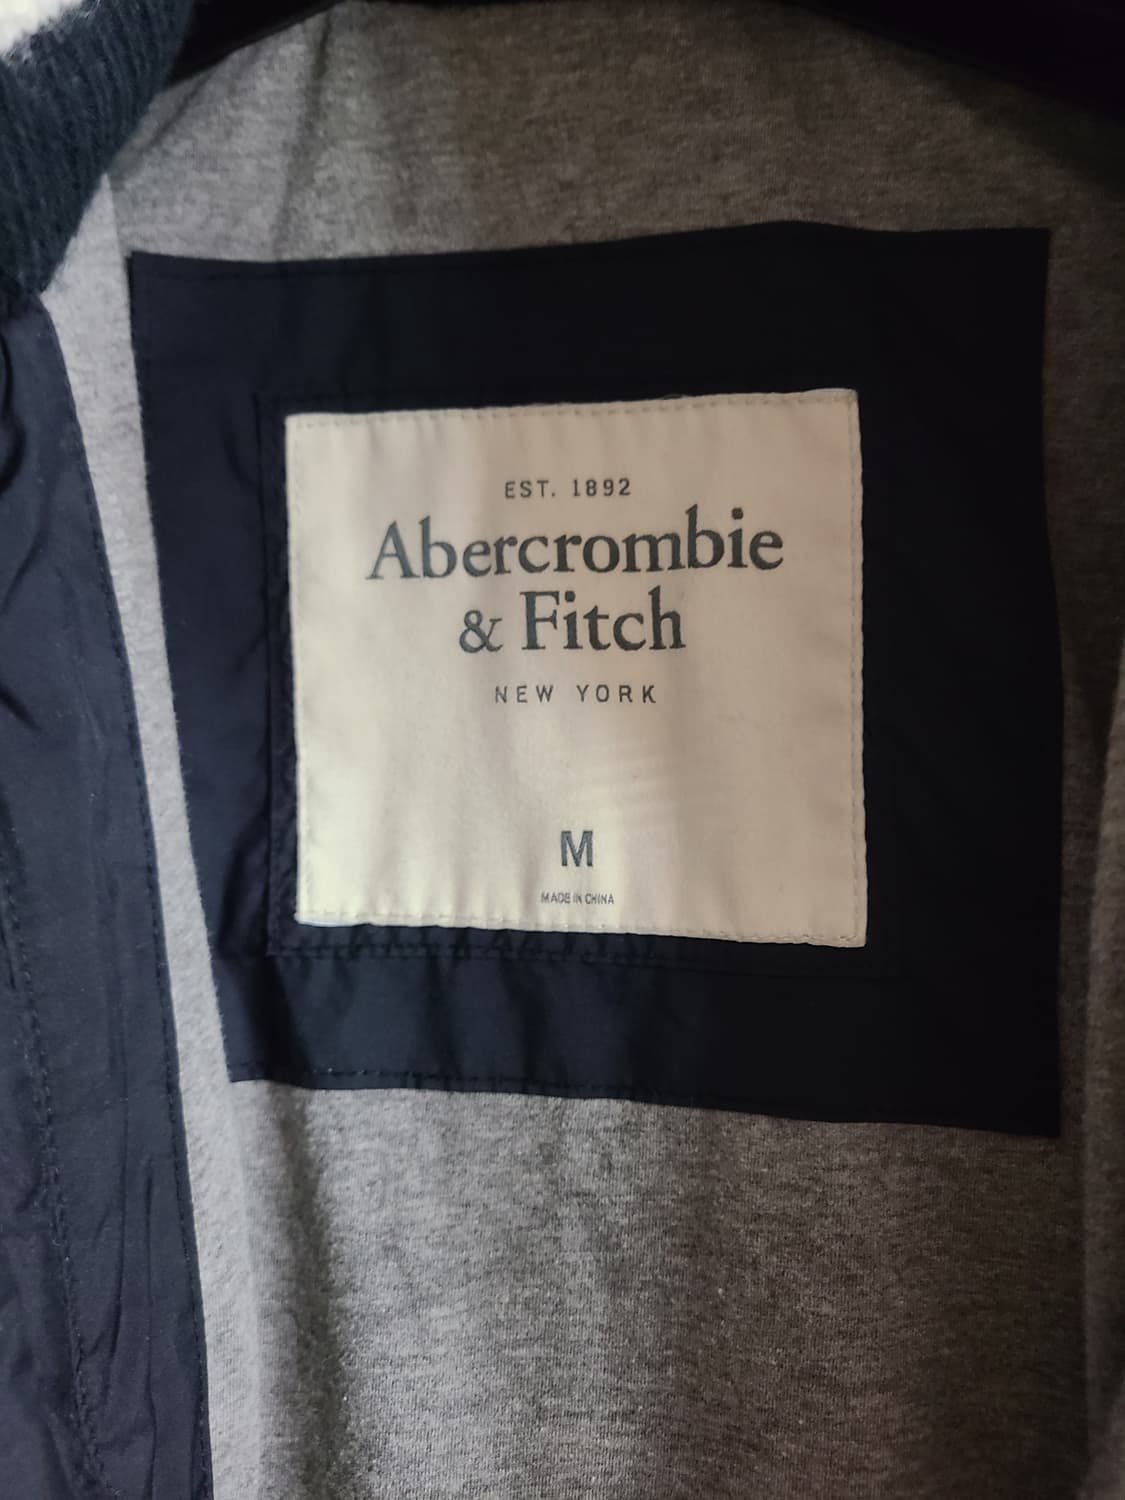 EST. 1892
Abercrombie
& Fitch
NEW YORK
M
MADE IN CHINA